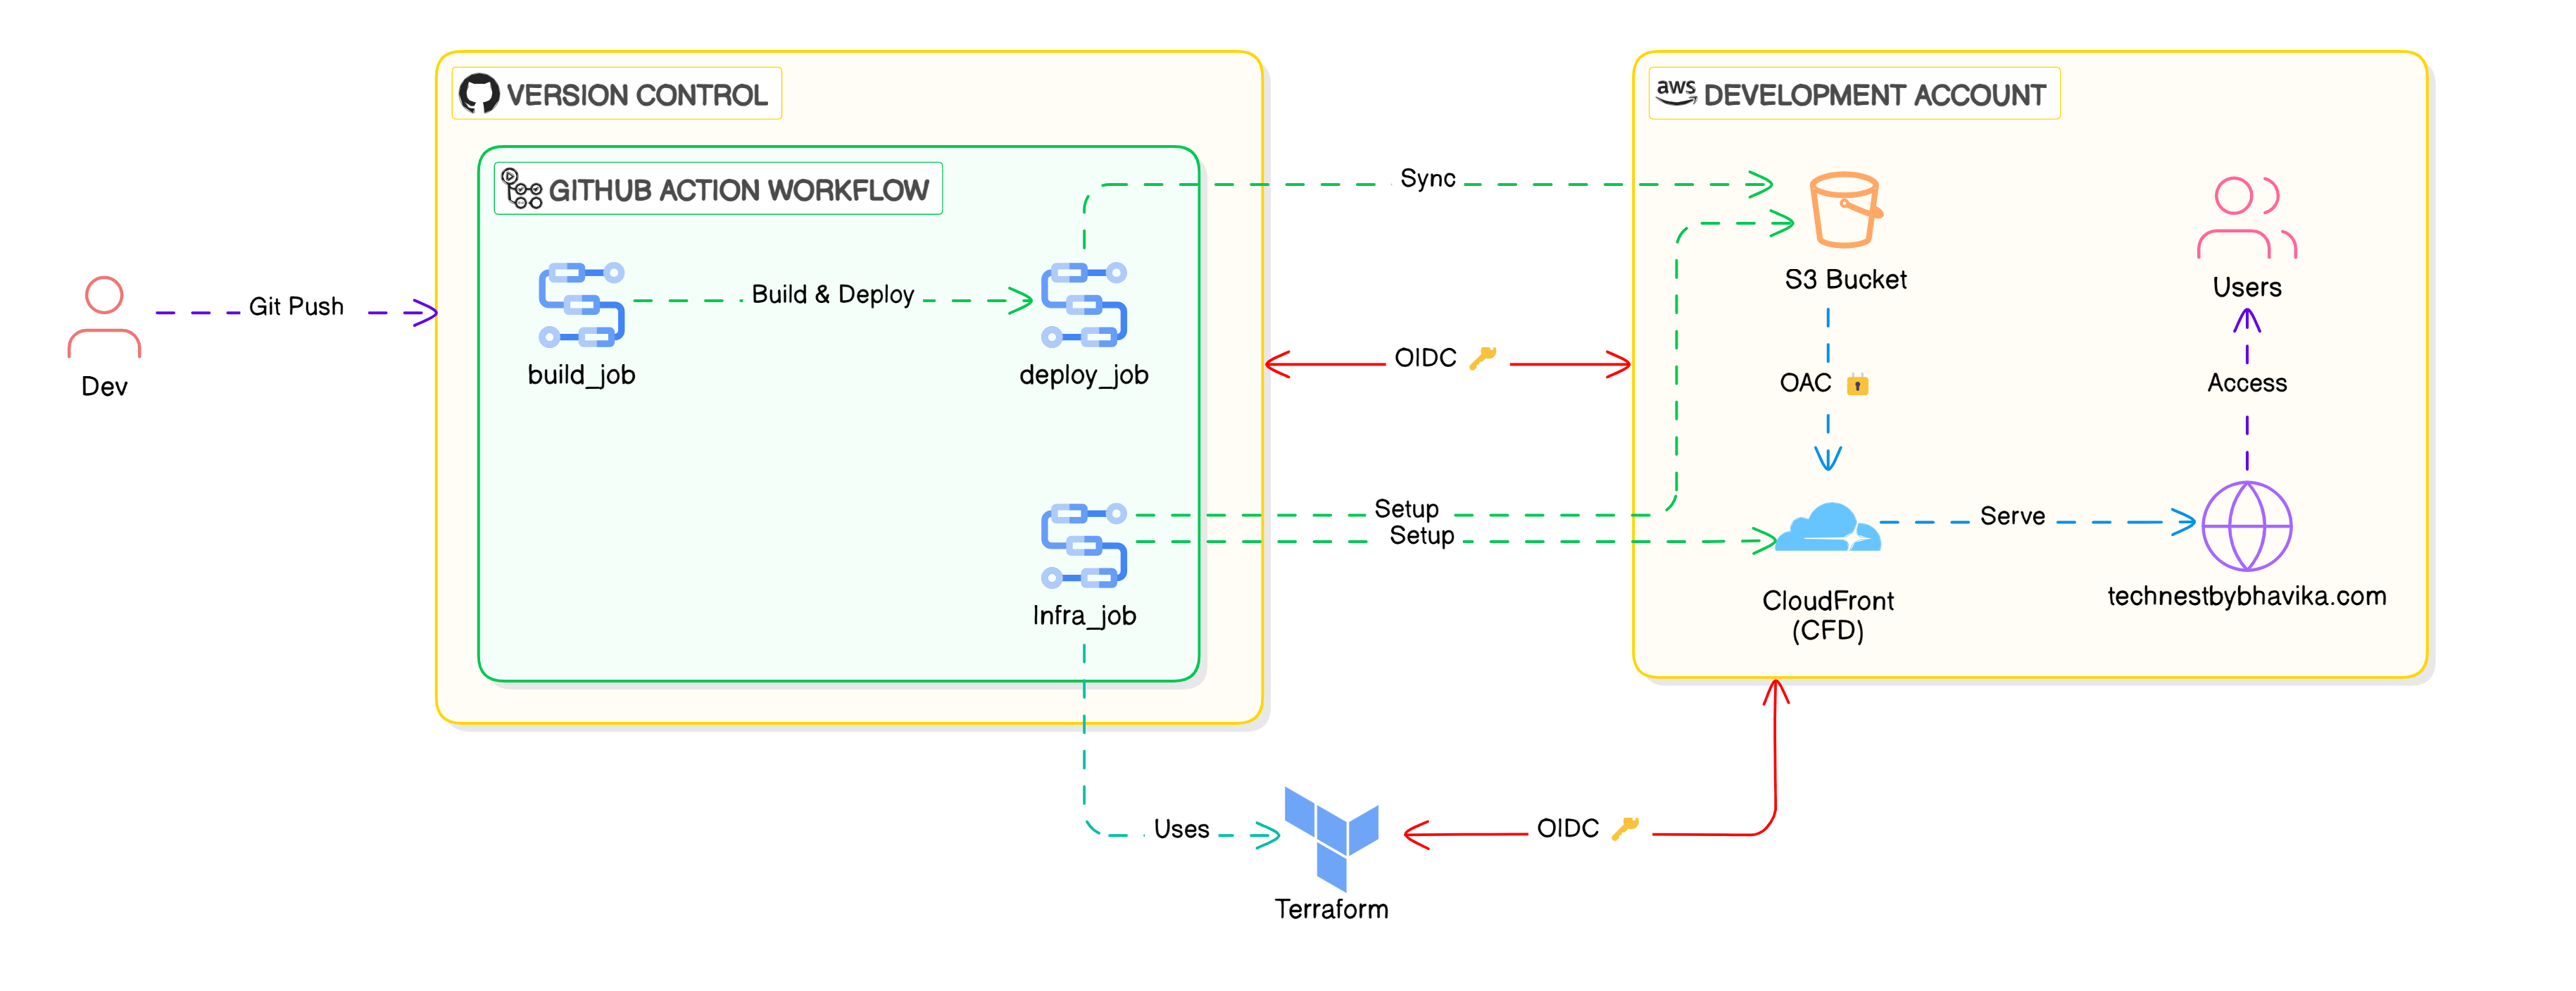 VERSION CONTROL
aws DEVELOPMENT ACCOUNT
GITHUB ACTION WORKFLOW
Sync
S3 Bucket
Users
Git Push
Build & Deploy
build_job
deploy_job
Dev
OIDC
OAC
Access
Setup
Setup
Serve
Infra_job
CloudFront
(CFD)
technestbybhavika.com
Uses
OIDC
Terraform